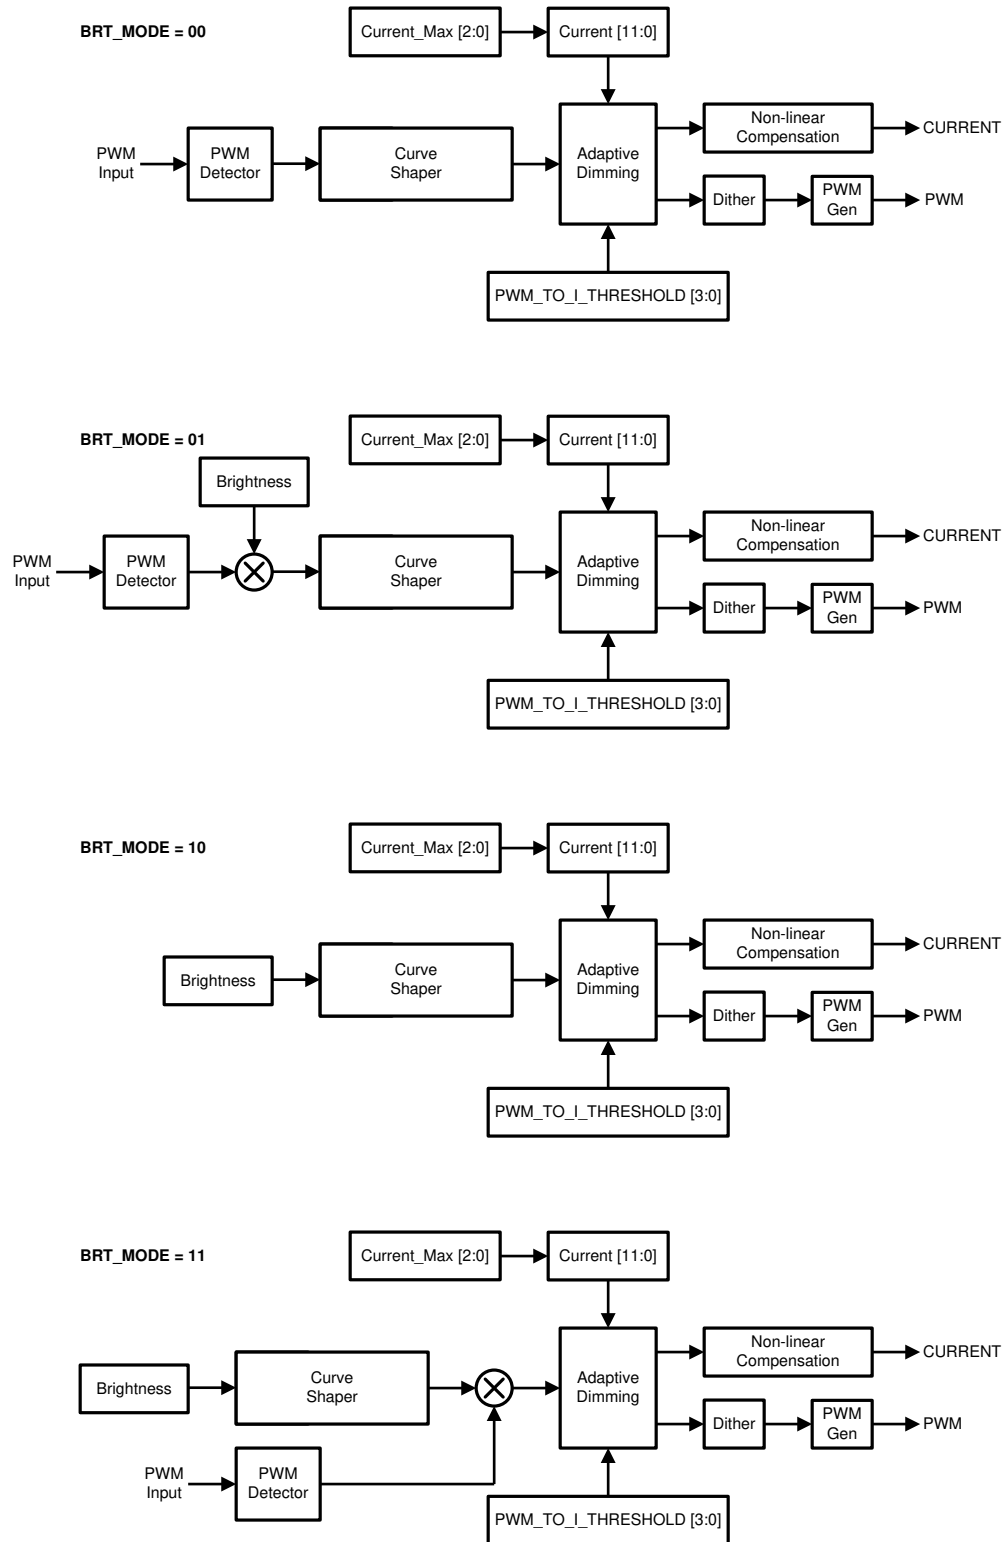 BRT_MODE = 00
Current_Max [2:0]
Current [11:0]
PWM
Input
PWM
Detector
Curve
Shaper
Adaptive
Dimming
Non-linear
Compensation
CURRENT
Dither
PWM
Gen
PWM
PWM_TO_I_THRESHOLD [3:0]
BRT_MODE = 01
Current_Max [2:0]
Current [11:0]
Brightness
PWM
Input
PWM
Detector
Curve
Shaper
Adaptive
Dimming
Non-linear
Compensation
CURRENT
Dither
PWM
Gen
PWM
PWM_TO_I_THRESHOLD [3:0]
BRT_MODE = 10
Current_Max [2:0]
Current [11:0]
Brightness
Curve
Shaper
Adaptive
Dimming
Non-linear
Compensation
CURRENT
Dither
PWM
Gen
PWM
PWM_TO_I_THRESHOLD [3:0]
BRT_MODE = 11
Current_Max [2:0]
Current [11:0]
Brightness
Curve
Shaper
Adaptive
Dimming
Non-linear
Compensation
CURRENT
Dither
PWM
Gen
PWM
PWM
Input
PWM
Detector
PWM_TO_I_THRESHOLD [3:0]